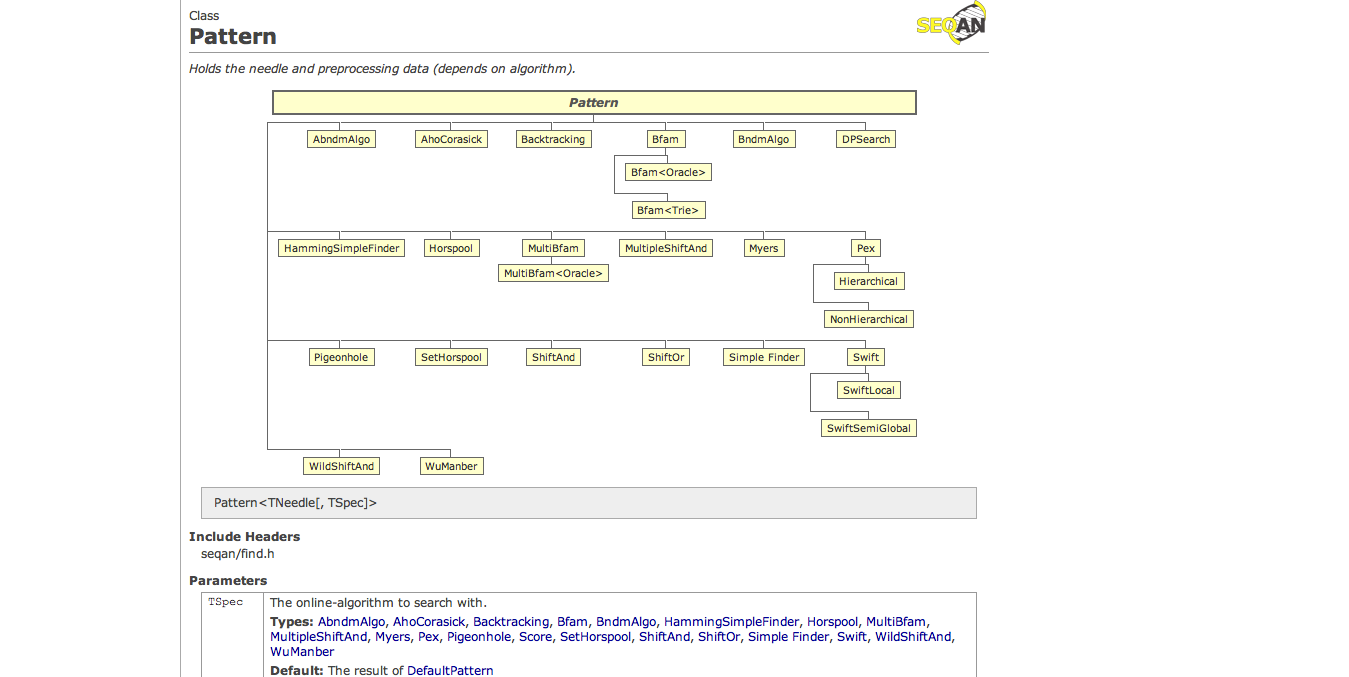 Class
Pattern
SEQAN
Holds the needle and preprocessing data (depends on algorithm).
Pattern
AbndmAlgo AhoCorasick Backtracking Bfam BndmAlgo DPSearch
Bfam<Oracle>
Bfam<Trie>
HammingSimpleFinder Horspool MultiBfam MultipleShiftAnd Myers Pex
MultiBfam<Oracle>
Hierarchical
NonHierarchical
Pigeonhole SetHorspool ShiftAnd ShiftOr Simple Finder Swift
SwiftLocal
SwiftSemiGlobal
WildShiftAnd WuManber
Pattern<TNeedle[, TSpec]>
Include Headers
seqan/find.h
Parameters
TSpec The online-algorithm to search with.
Types: AbndmAlgo, AhoCorasick, Backtracking, Bfam, BndmAlgo, HammingSimpleFinder, Horspool, MultiBfam,
MultipleShiftAnd, Myers, Pex, Pigeonhole, Score, SetHorspool, ShiftAnd, ShiftOr, Simple Finder, Swift, WildShiftAnd,
WuManber
Default: The result of DefaultPattern